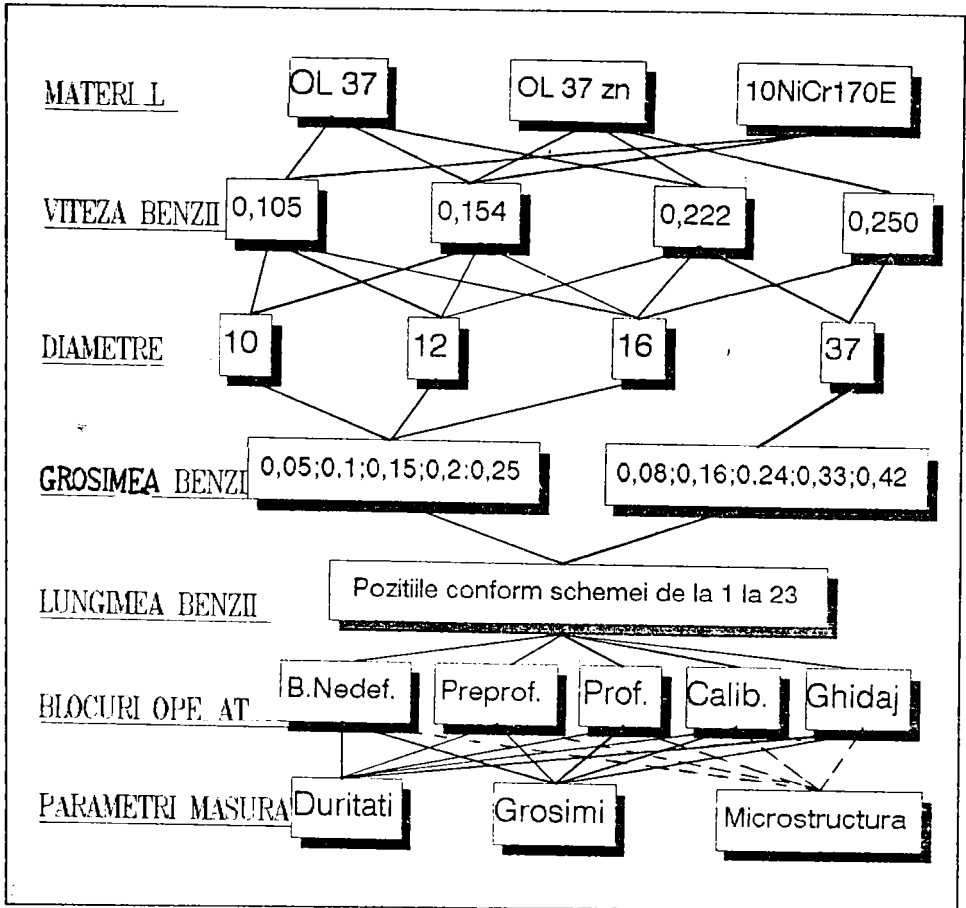 MATERI L
OL 37
OL 37 zn
10NiCr170E
VITEZA BENZII
0,105
0,154
0,222
0,250
DIAMETRE
10
12
16
37
GROSIMEA BENZI
0,05;0,1;0,15;0,2:0,25
0,08;0,16;0.24;0,33;0,42
LUNGIMEA BENZII
Pozitiile conform schemei de la 1 la 23
BLOCURI OPE AT
B.Nedef.
Preprof.
Prof.
Calib.
Ghidaj
PARAMETRI MASURA
Duritati
Grosimi
Microstructura